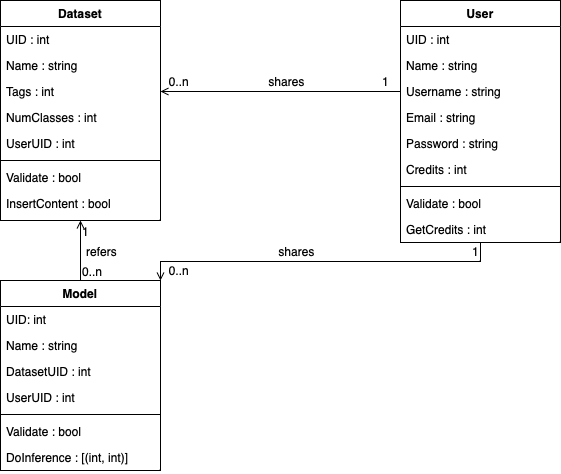 Dataset
UID : int
Name : string
Tags : int
NumClasses : int
UserUID : int
Validate : bool
InsertContent : bool
User
UID : int
Name : string
Username : string
Email : string
Password : string
Credits : int
Validate : bool
GetCredits : int
0..n shares 1
1
refers
0..n
shares 1
0..n
Model
UID: int
Name : string
DatasetUID : int
UserUID : int
Validate : bool
DoInference : [(int, int)]